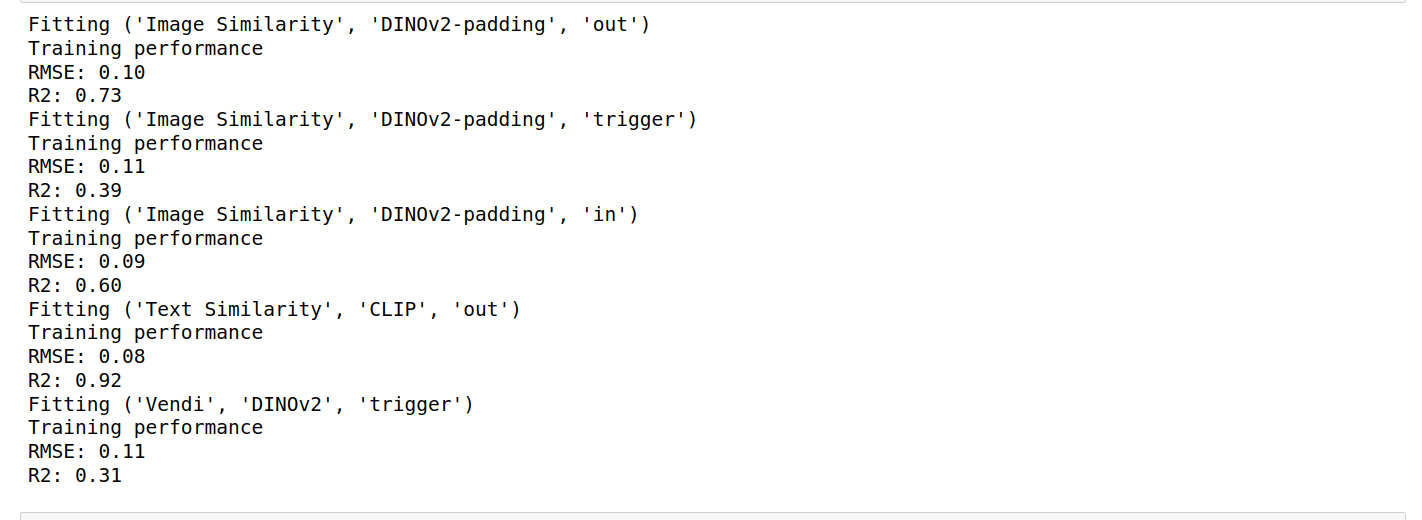 Fitting ('Image Similarity', 'DINOv2-padding', 'out')
Training performance
RMSE: 0.10
R2: 0.73
Fitting ('Image Similarity', 'DINOv2-padding', 'trigger')
Training performance
RMSE: 0.11
R2: 0.39
Fitting ('Image Similarity', 'DINOv2-padding', 'in')
Training performance
RMSE: 0.09
R2: 0.60
Fitting ('Text Similarity', 'CLIP', 'out')
Training performance
RMSE: 0.08
R2: 0.92
Fitting ('Vendi', 'DINOv2', 'trigger')
Training performance
RMSE: 0.11
R2: 0.31